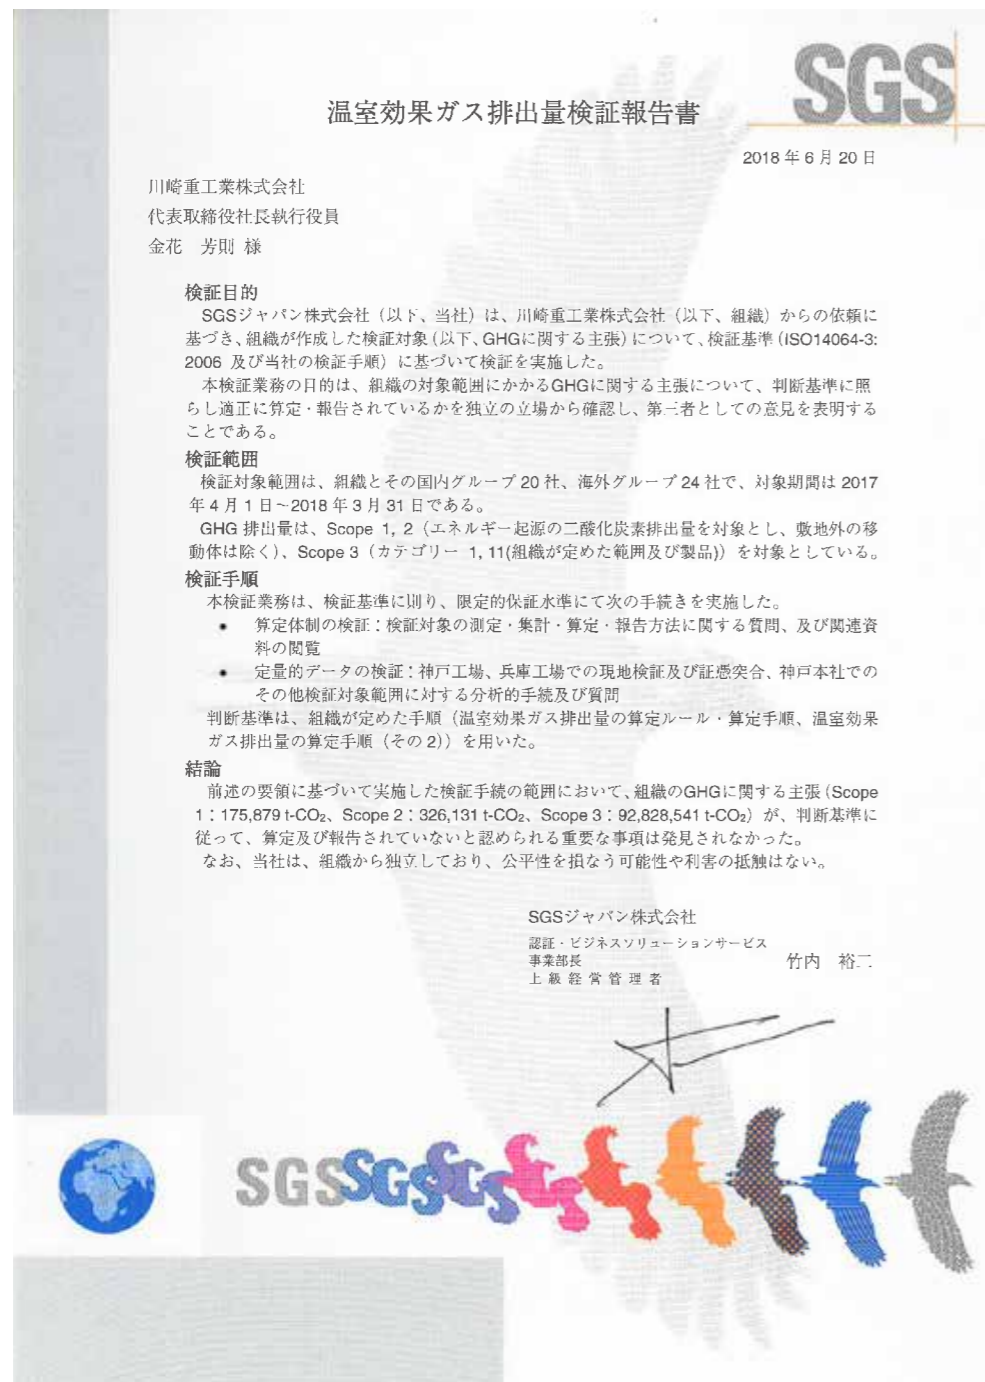 SGS
温室効果ガス排出量検証報告書
2018 年 6 月 20 日
川崎重工業株式会社
代表取締役社長執行役員
金花　芳則 様
検証目的
SGSジャパン株式会社（以下、当社）は、川崎重工業株式会社（以下、組織）からの依頼に
基づき、組織が作成した検証対象（以下、GHGに関する主張）について、検証基準（ISO14064-3:
2006 及び当社の検証手順）に基づいて検証を実施した。
本検証業務の目的は、組織の対象範囲にかかるGHGに関する主張について、判断基準に照
らし適正に算定・報告されているかを独立の立場から確認し、第三者としての意見を表明する
ことである。
検証範囲
検証対象範囲は、組織とその国内グループ 20 社、海外グループ 24 社で、対象期間は 2017
年 4 月 1 日～2018 年 3 月 31 日である。
GHG 排出量は、Scope 1, 2（エネルギー起源の二酸化炭素排出量を対象とし、敷地外の移
動体は除く）、Scope 3（カテゴリー 1, 11(組織が定めた範囲及び製品)）を対象としている。
検証手順
本検証業務は、検証基準に則り、限定的保証水準にて次の手続きを実施した。
• 算定体制の検証：検証対象の測定・集計・算定・報告方法に関する質問、及び関連資
料の閲覧
• 定量的データの検証：神戸工場、兵庫工場での現地検証及び証憑突合、神戸本社での
その他検証対象範囲に対する分析的手続及び質問
判断基準は、組織が定めた手順（温室効果ガス排出量の算定ルール・算定手順、温室効果
ガス排出量の算定手順（その 2））を用いた。
結論
前述の要領に基づいて実施した検証手続の範囲において、組織のGHGに関する主張（Scope
1：175,879 t-CO₂、Scope 2：326,131 t-CO₂、Scope 3：92,828,541 t-CO₂）が、判断基準に
従って、算定及び報告されていないと認められる重要な事項は発見されなかった。
なお、当社は、組織から独立しており、公平性を損なう可能性や利害の抵触はない。
SGSジャパン株式会社
認証・ビジネスソリューションサービス
事業部長
竹内　裕二
上級経営管理者
SGSSGSSGS